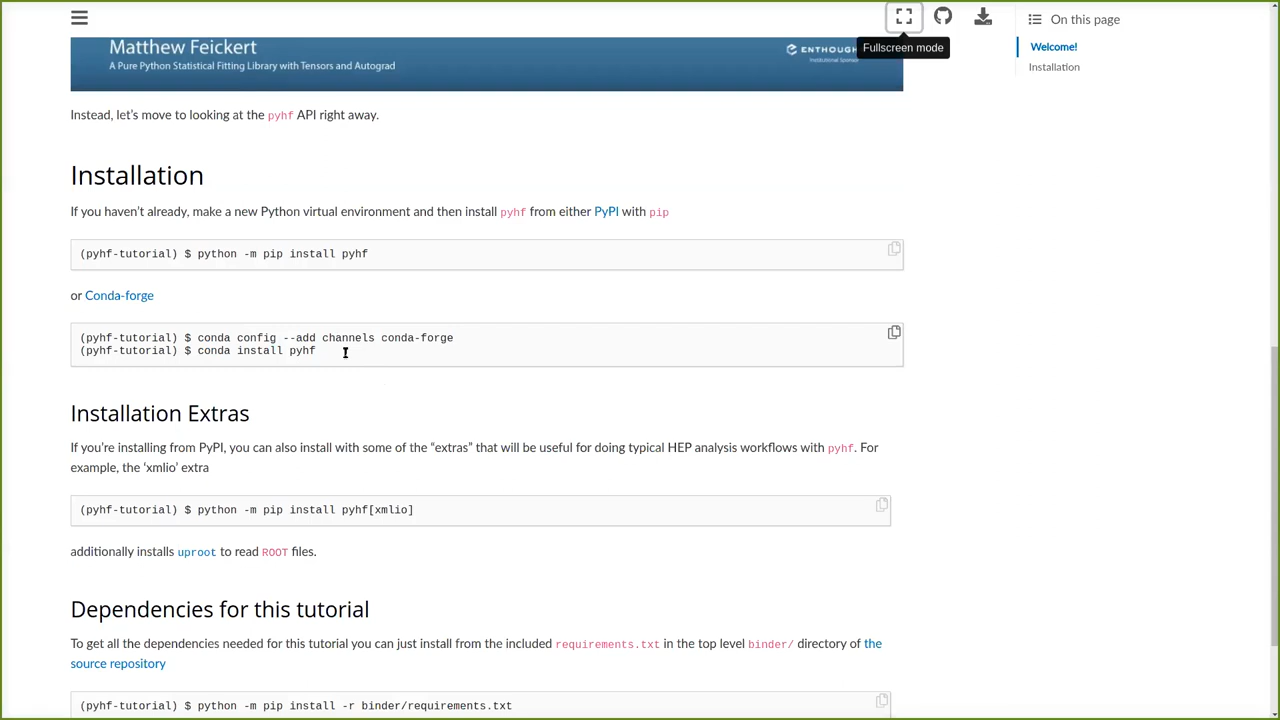 On this page
Matthew Feickert
ENTHOUGH
Fullscreen mode
Welcome!
Institutional Sponsor
A Pure Python Statistical Fitting Library with Tensors and Autograd
Installation
Instead, let's move to looking at the pyhf API right away.
Installation
If you haven't already, make a new Python virtual environment and then install pyhf from either PyPI with pip
(pyhf-tutorial) $ python -m pip install pyhf
or Conda-forge
(pyhf-tutorial) $ conda config --add channels conda-forge
(pyhf-tutorial) $ conda install pyhf
Installation Extras
If you're installing from PyPI, you can also install with some of the “extras” that will be useful for doing typical HEP analysis workflows with pyhf. For
example, the ‘xmlio’ extra
(pyhf-tutorial) $ python -m pip install pyhf[xmlio]
additionally installs uproot to read ROOT files.
Dependencies for this tutorial
To get all the dependencies needed for this tutorial you can just install from the included requirements.txt in the top level binder/ directory of the
source repository
(pyhf-tutorial) $ python -m pip install -r binder/requirements.txt